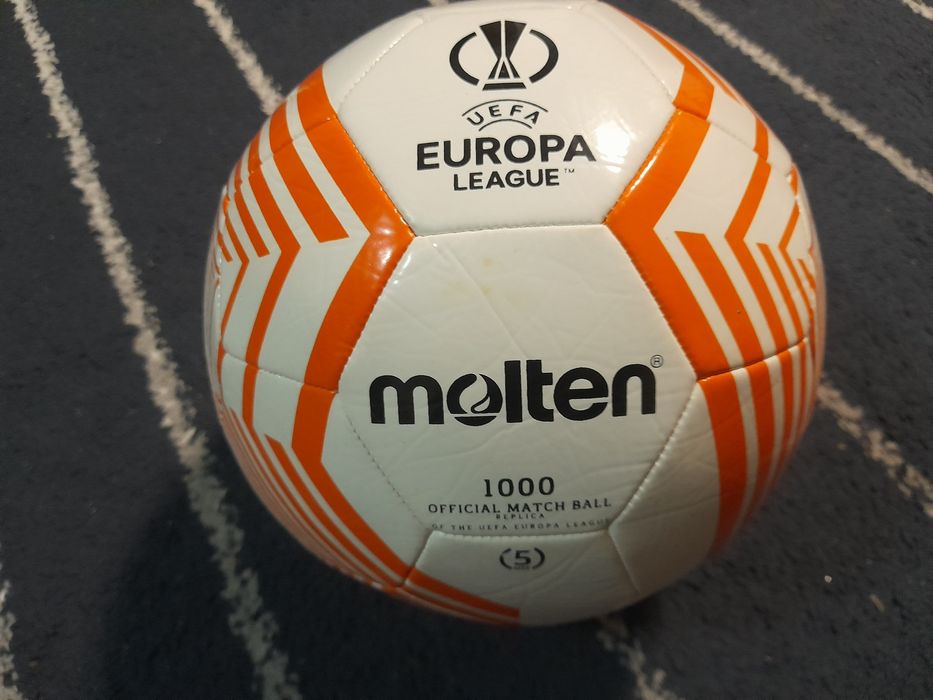 UEFA
EUROPA
LEAGUE™
molten®
1000
OFFICIAL MATCH BALL
REPLICA
OF THE UEFA EUROPA LEAGUE
5